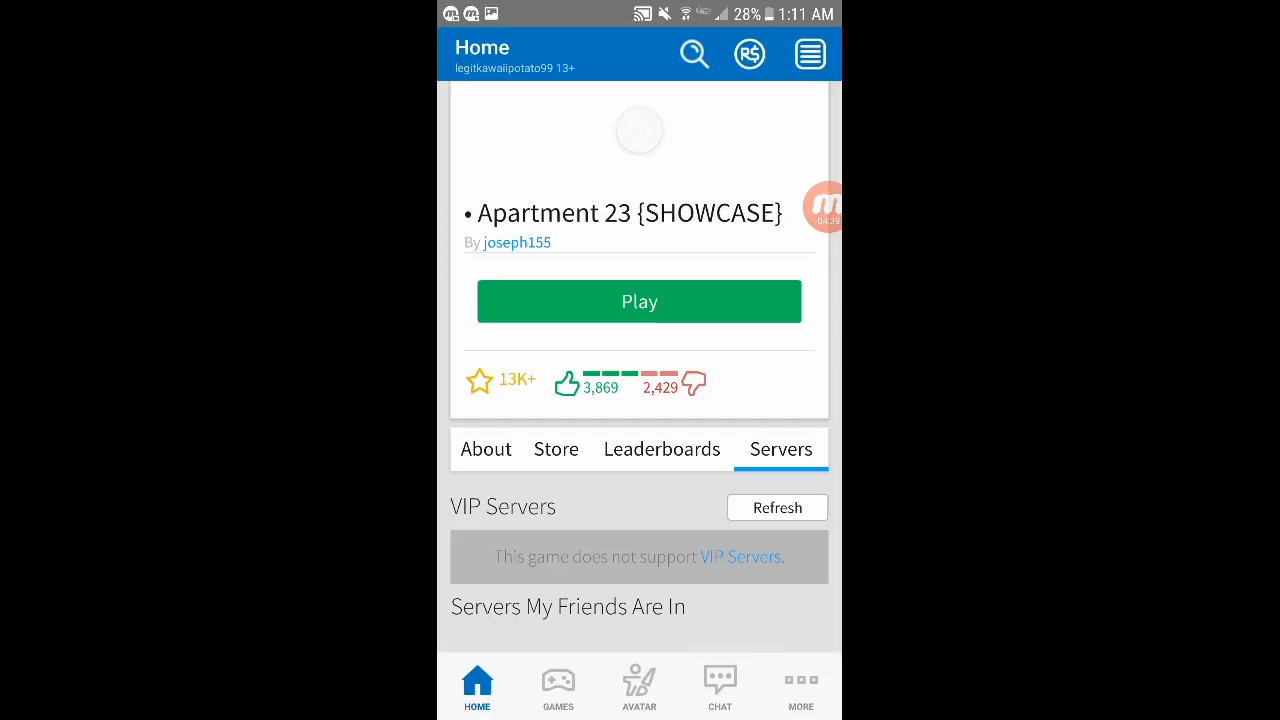 28% 1:11 AM
Home
legitkawaiipotato99 13+
R$
• Apartment 23 {SHOWCASE}
By joseph155
04:39
Play
13K+
3,869
2,429
About Store Leaderboards Servers
VIP Servers
Refresh
This game does not support VIP Servers.
Servers My Friends Are In
HOME GAMES AVATAR CHAT MORE